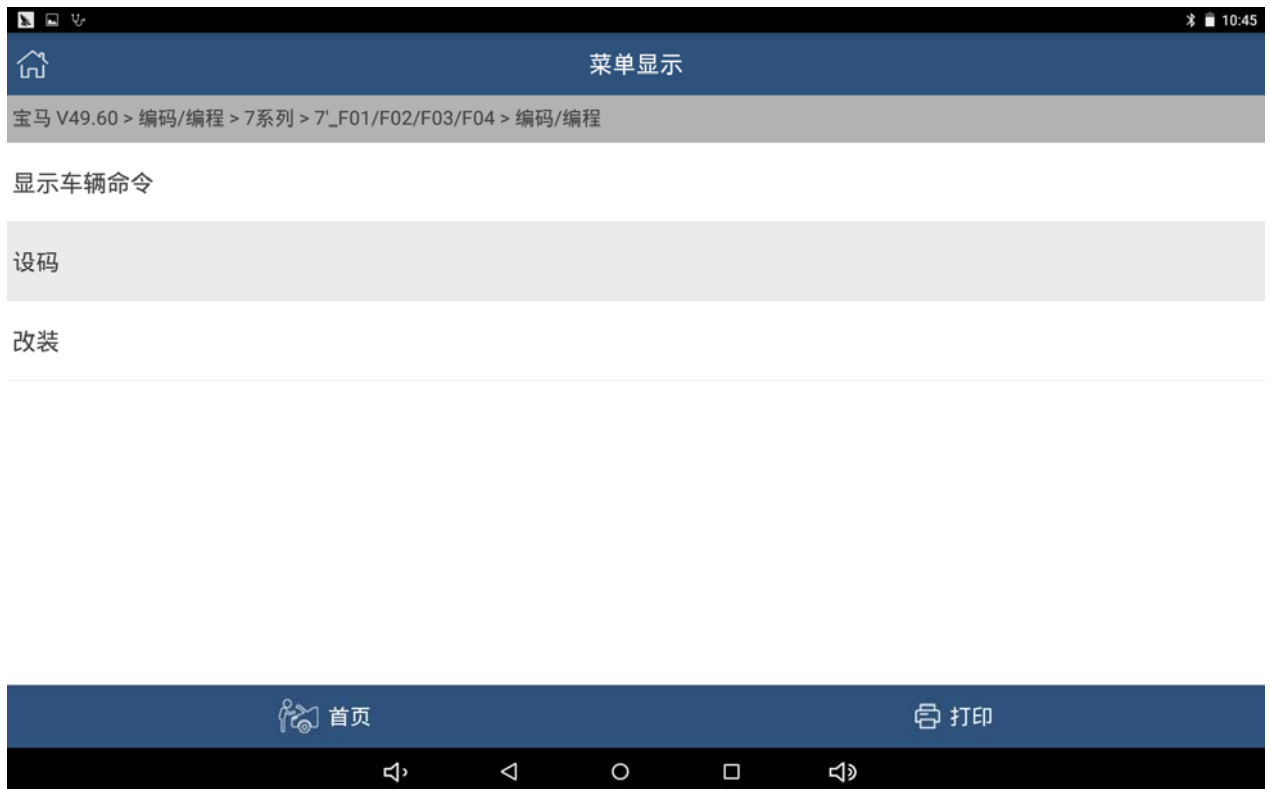 10:45
菜单显示
宝马 V49.60 > 编码/编程 > 7系列 > 7'_F01/F02/F03/F04 > 编码/编程
显示车辆命令
设码
改装
首页
打印